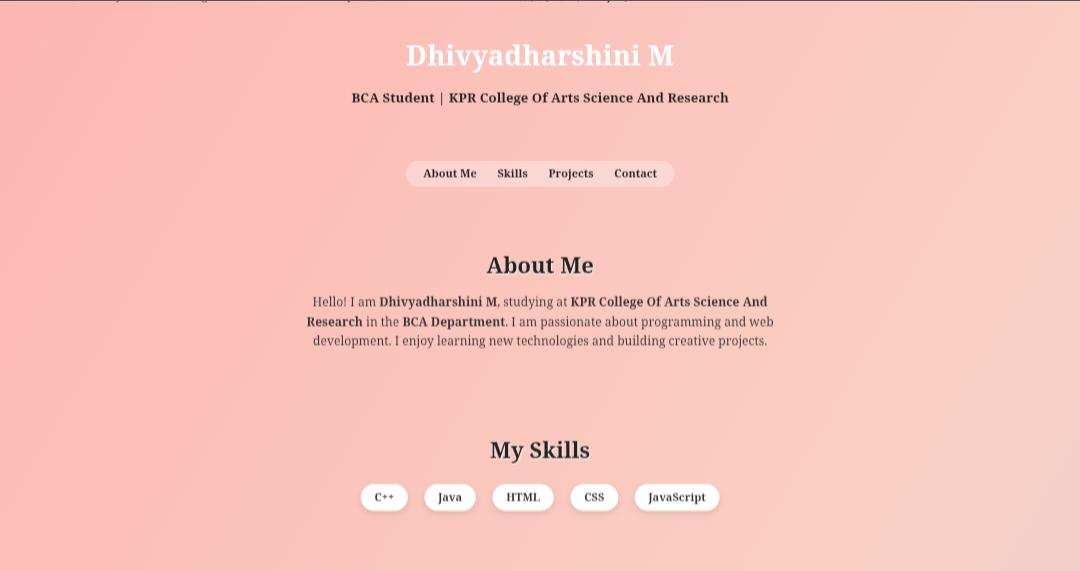 Dhivyadharshini M
BCA Student | KPR College Of Arts Science And Research
About Me Skills Projects Contact
About Me
Hello! I am Dhivyadharshini M, studying at KPR College Of Arts Science And
Research in the BCA Department. I am passionate about programming and web
development. I enjoy learning new technologies and building creative projects.
My Skills
C++ Java HTML CSS JavaScript